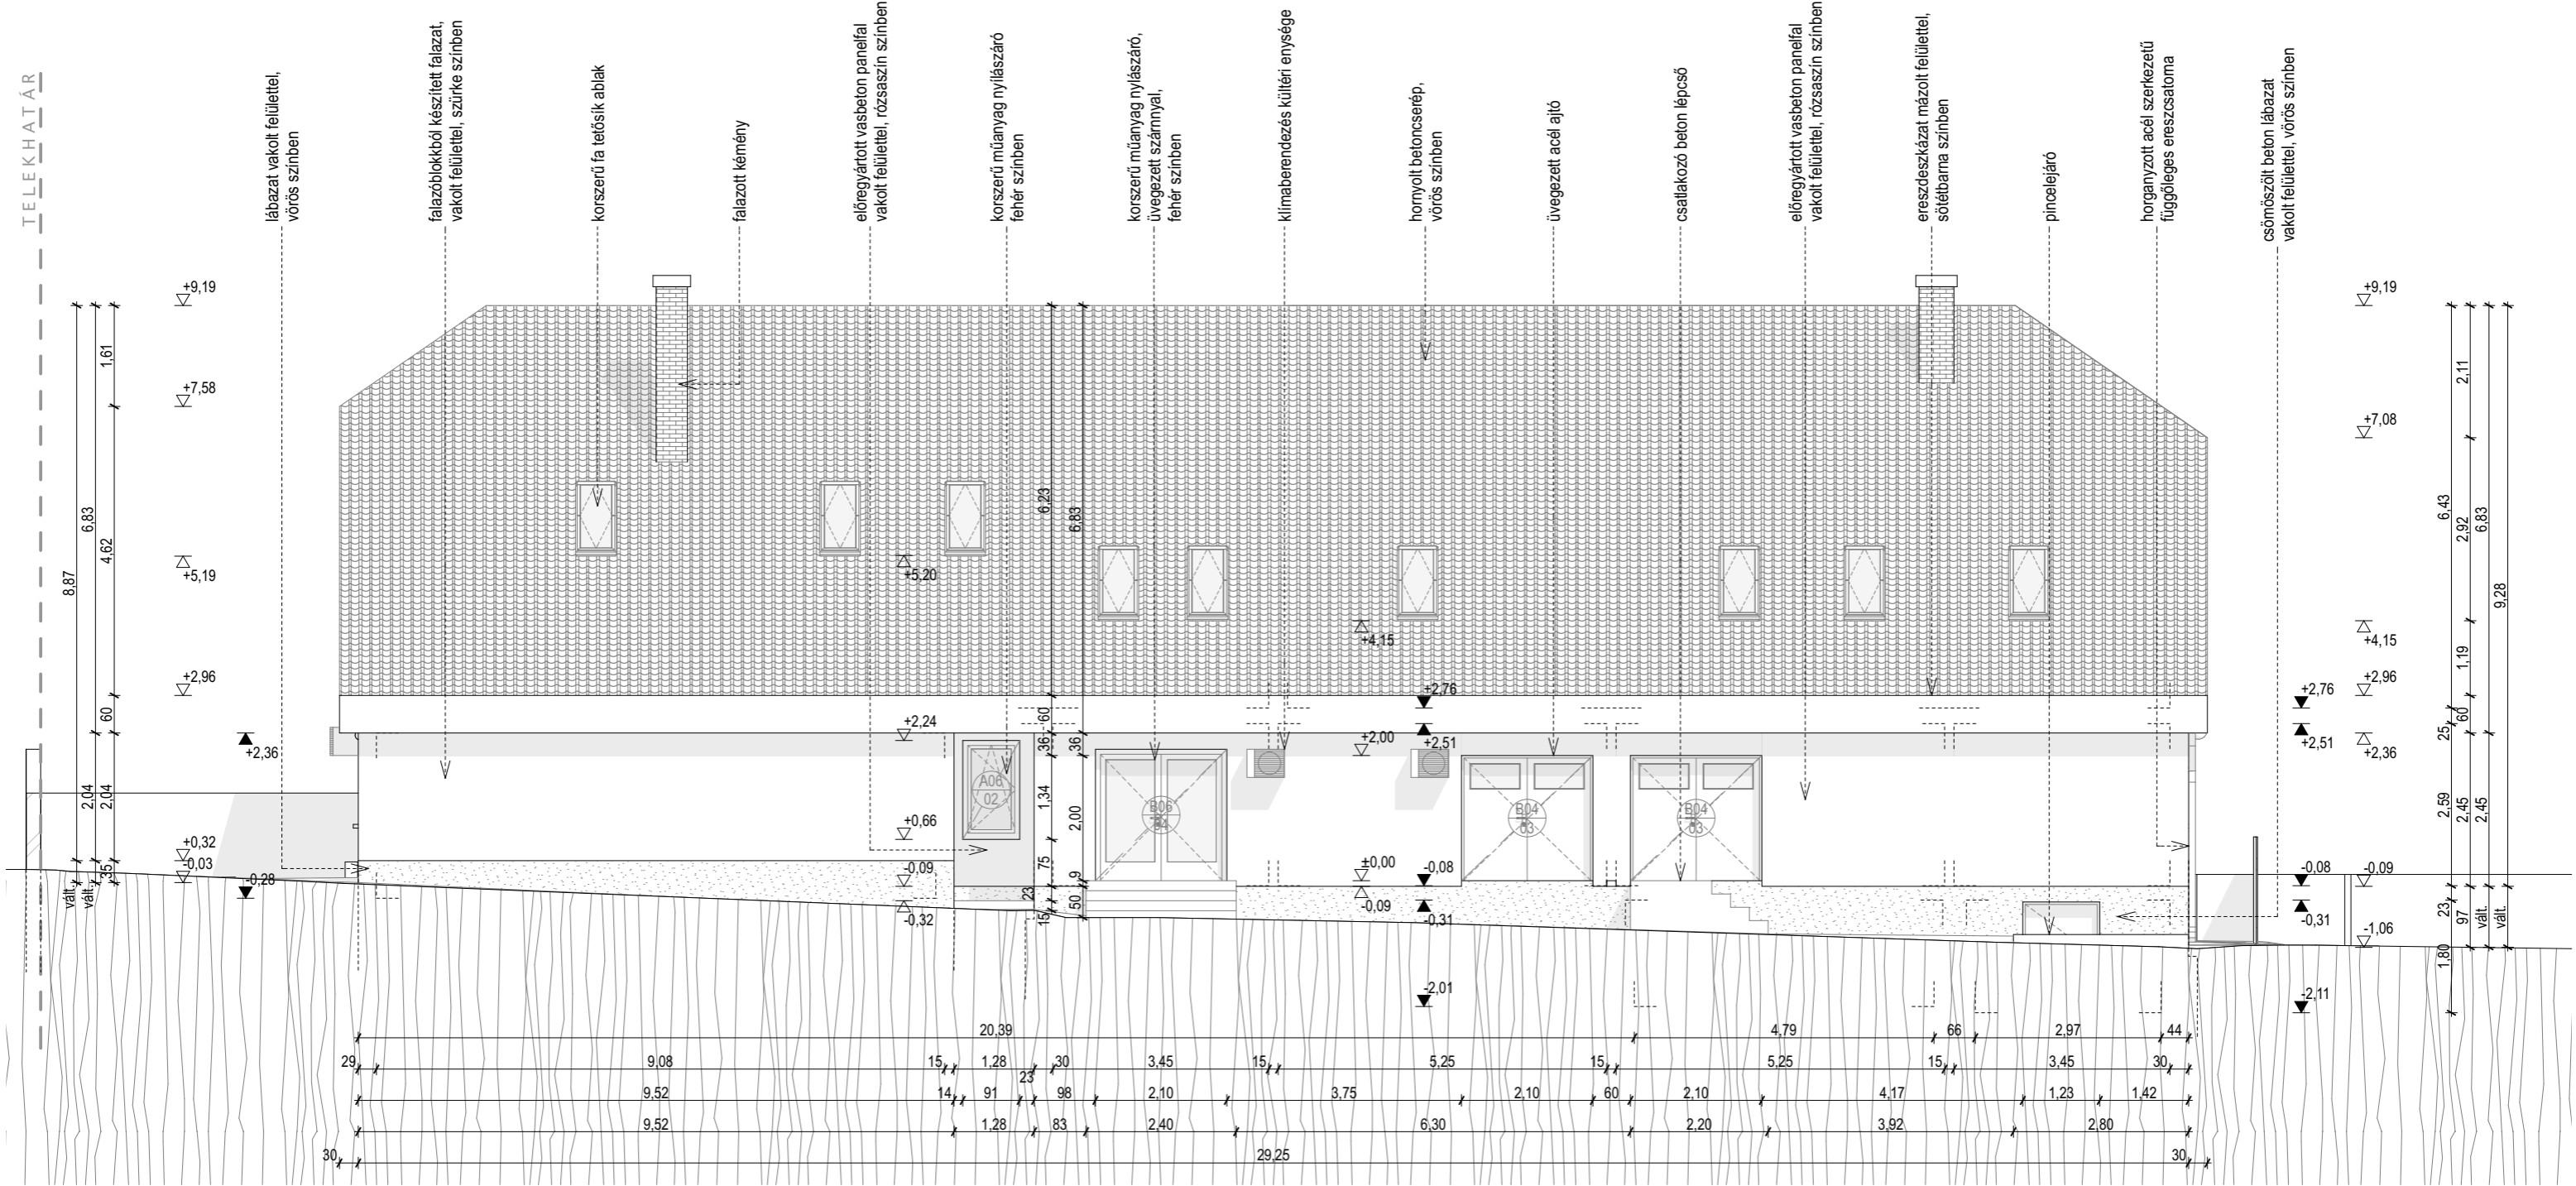 TELEKHATÁR
lábazat vakolt felülettel,
vörös színben
falazóblokkból készített falazat,
vakolt felülettel, szürke színben
korszerű fa tetősík ablak
falazott kémény
előregyártott vasbeton panelfal
vakolt felülettel, rózsaszín színben
korszerű műanyag nyílászáró
fehér színben
korszerű műanyag nyílászáró,
üvegezett szárnnyal,
fehér színben
klímaberendezés kültéri enysége
hornyolt betoncserép,
vörös színben
üvegezett acél ajtó
csatlakozó beton lépcső
előregyártott vasbeton panelfal
vakolt felülettel, rózsaszín színben
ereszdeszkázat mázolt felülettel,
sötétbarna színben
pincelejáró
horganyzott acél szerkezetű
függőleges ereszcsatorna
csömöszölt beton lábazat
vakolt felülettel, vörös színben
8,87
vált.
6,83
2,04
vált.
1,61
4,62
60
2,04
35
+9,19
+7,58
+5,19
+2,96
+2,36
+0,32
-0,03
-0,28
+5,20
+2,24
+0,66
-0,09
-0,32
6,23
60
36
1,34
75
23
15
6,83
36
2,00
9
50
A06
02
B06
04
B04
03
B04
03
+4,15
+2,00
±0,00
-0,09
+2,76
+2,51
-0,08
-0,31
-2,01
+2,76
+2,51
-0,08
-0,31
-2,11
+9,19
+7,08
+4,15
+2,96
+2,36
-0,09
-1,06
6,43
25
2,59
23
1,80
2,11
2,92
1,19
60
2,45
97
6,83
2,45
vált.
9,28
vált.
20,39 4,79 66 2,97 44
29 9,08 15 1,28 23 30 3,45 15 5,25 15 5,25 15 3,45 30
9,52 14 91 98 2,10 3,75 2,10 60 2,10 4,17 1,23 1,42
9,52 1,28 83 2,40 6,30 2,20 3,92 2,80
30 29,25 30